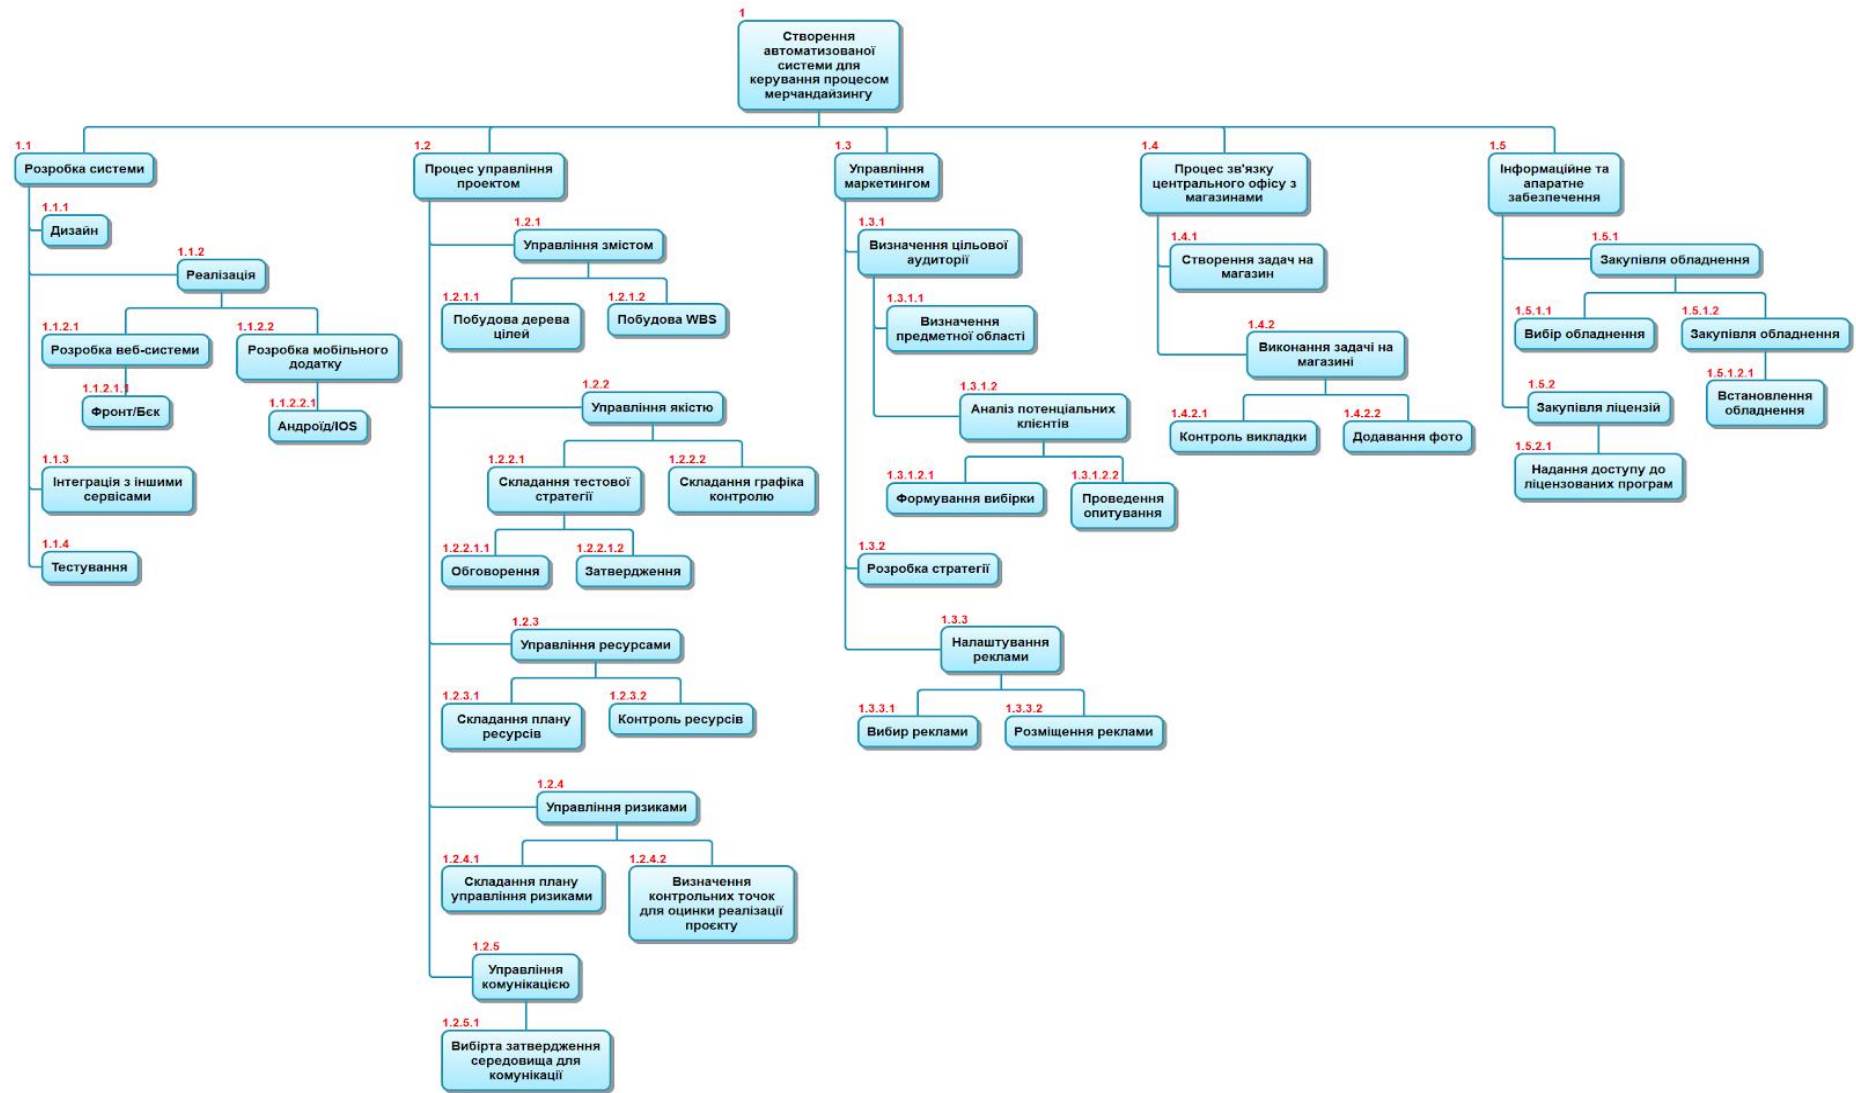 1
Створення
автоматизованої
системи для
керування процесом
мерчандайзингу
1.1
Розробка системи
1.1.1
Дизайн
1.1.2
Реалізація
1.1.2.1
Розробка веб-системи
1.1.2.1.1
Фронт/Бєк
1.1.2.2
Розробка мобільного
додатку
1.1.2.2.1
Андроїд/IOS
1.1.3
Інтеграція з іншими
сервісами
1.1.4
Тестування
1.2
Процес управління
проектом
1.2.1
Управління змістом
1.2.1.1
Побудова дерева
цілей
1.2.1.2
Побудова WBS
1.2.2
Управління якістю
1.2.2.1
Складання тестової
стратегії
1.2.2.1.1
Обговорення
1.2.2.1.2
Затвердження
1.2.2.2
Складання графіка
контролю
1.2.3
Управління ресурсами
1.2.3.1
Складання плану
ресурсів
1.2.3.2
Контроль ресурсів
1.2.4
Управління ризиками
1.2.4.1
Складання плану
управління ризиками
1.2.4.2
Визначення
контрольних точок
для оцинки реалізації
проєкту
1.2.5
Управління
комунікацією
1.2.5.1
Вибірта затвердження
середовища для
комунікації
1.3
Управління
маркетингом
1.3.1
Визначення цільової
аудиторії
1.3.1.1
Визначення
предметної області
1.3.1.2
Аналіз потенціальних
клієнтів
1.3.1.2.1
Формування вибірки
1.3.1.2.2
Проведення
опитування
1.3.2
Розробка стратегії
1.3.3
Налаштування
реклами
1.3.3.1
Вибир реклами
1.3.3.2
Розміщення реклами
1.4
Процес зв'язку
центрального офісу з
магазинами
1.4.1
Створення задач на
магазин
1.4.2
Виконання задачі на
магазині
1.4.2.1
Контроль викладки
1.4.2.2
Додавання фото
1.5
Інформаційне та
апаратне
забезпечення
1.5.1
Закупівля обладнення
1.5.1.1
Вибір обладнення
1.5.1.2
Закупівля обладнення
1.5.1.2.1
Встановлення
обладнення
1.5.2
Закупівля ліцензій
1.5.2.1
Надання доступу до
ліцензованих програм